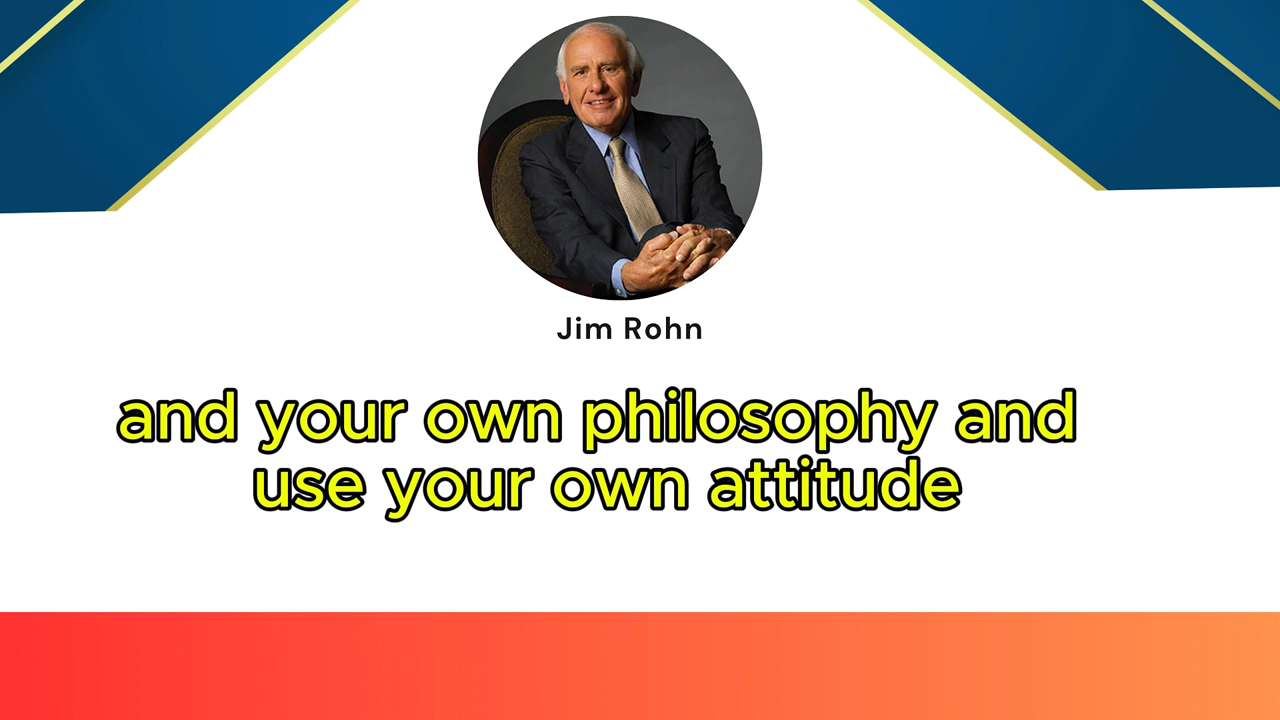 Jim Rohn
and your own philosophy and
use your own attitude